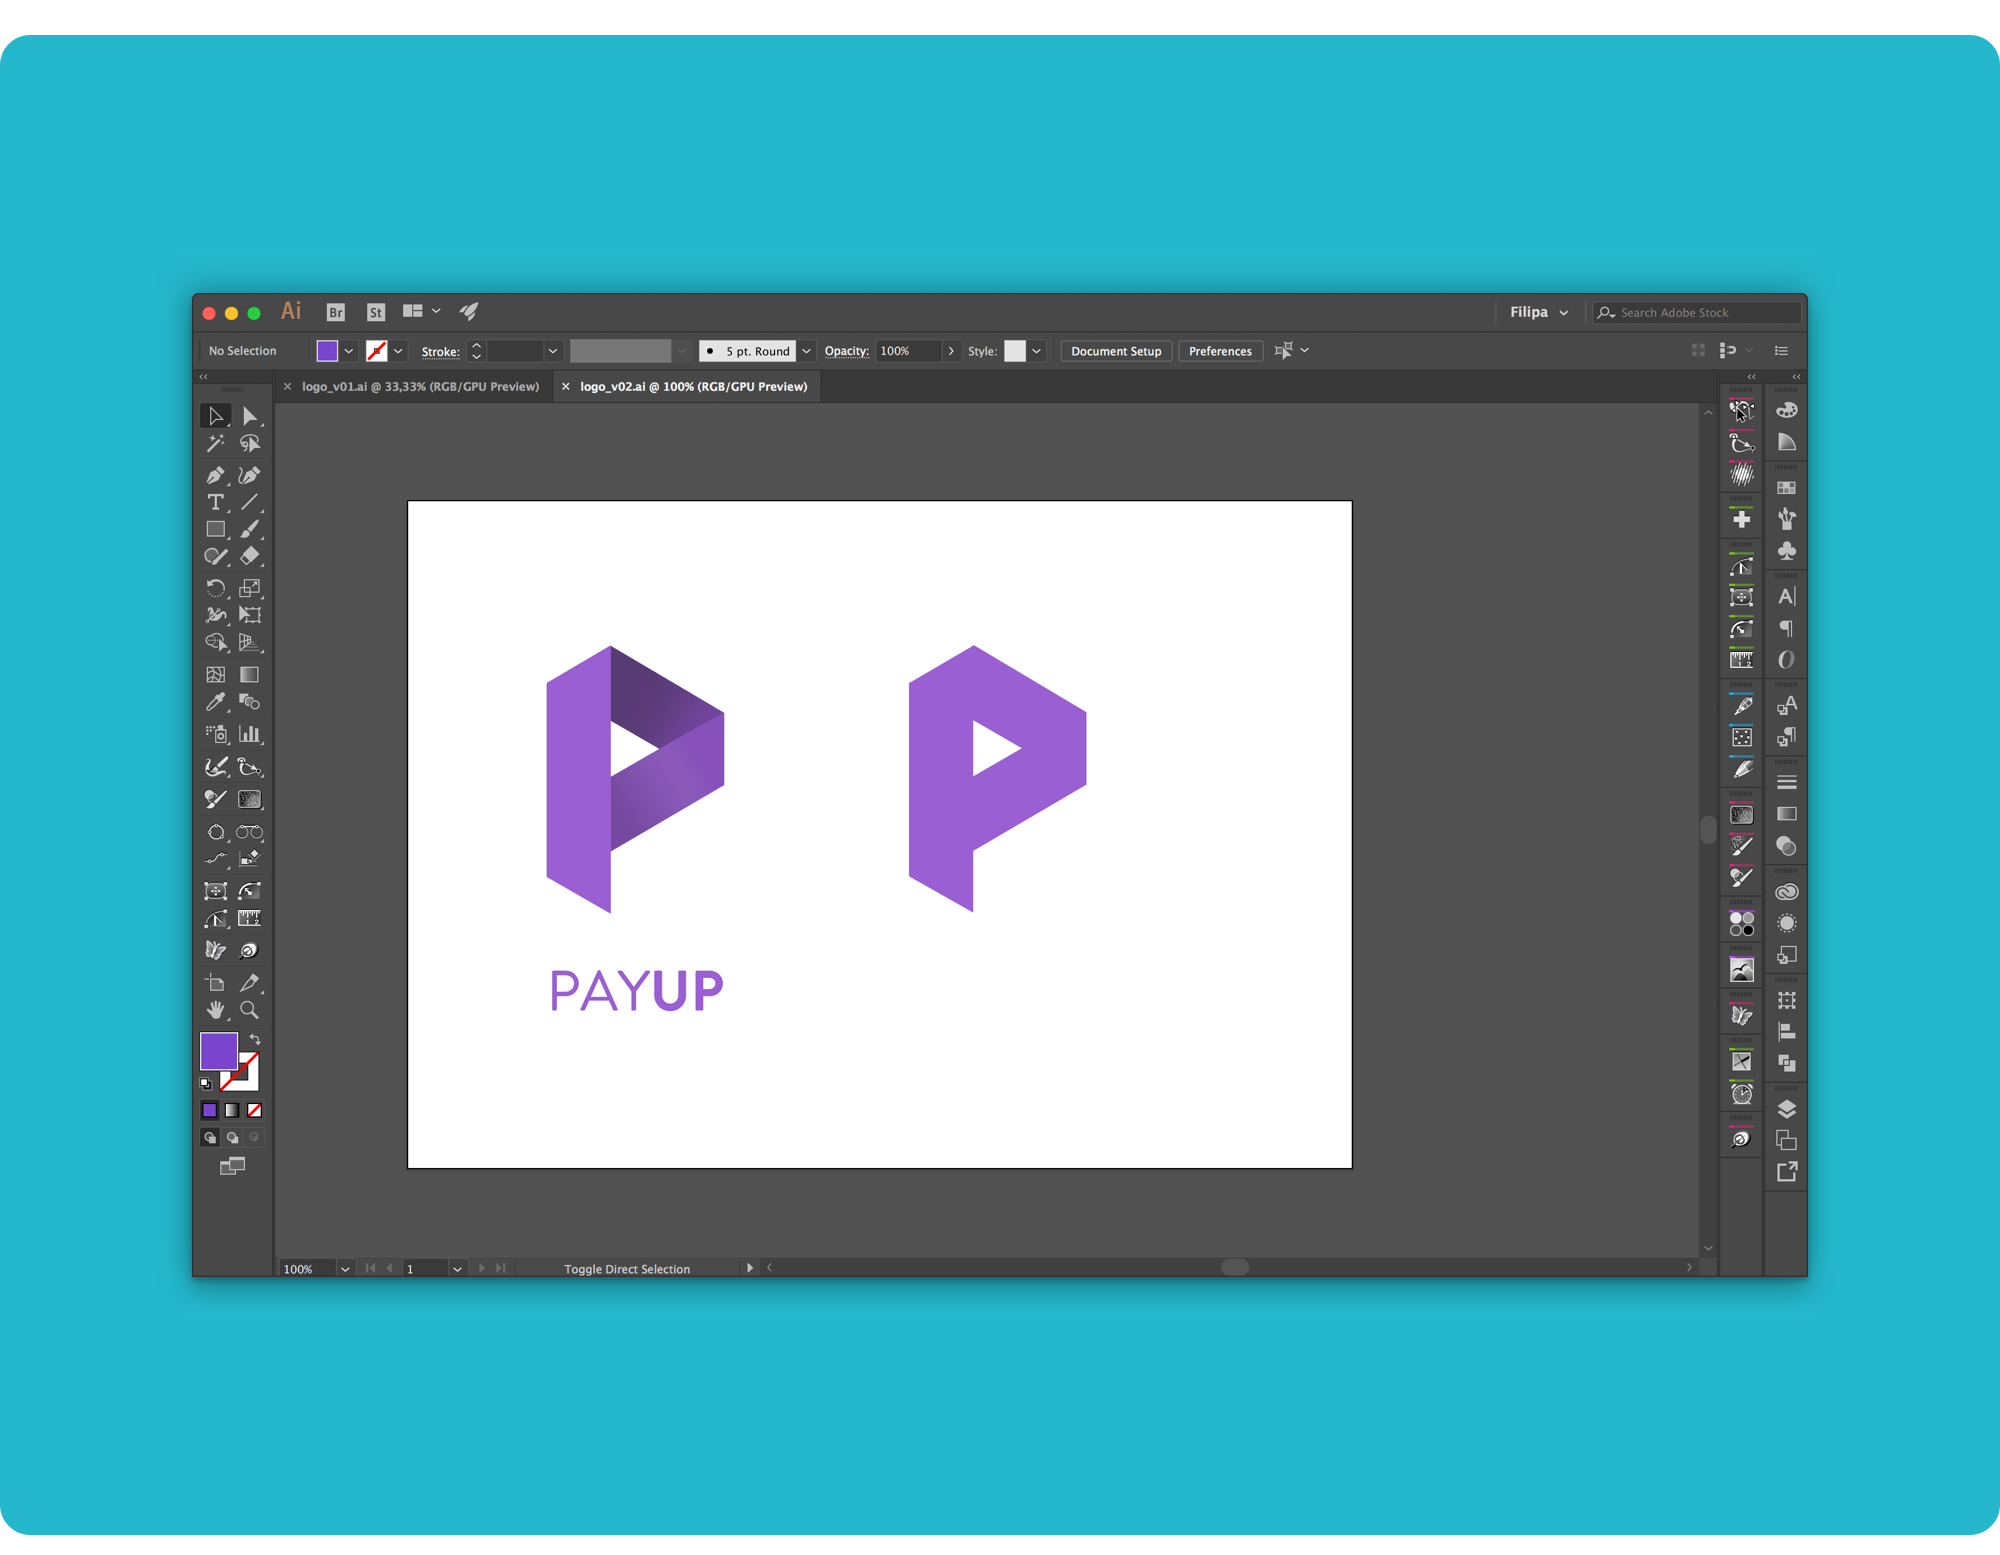 Ai Br St Filipa Search Adobe Stock
No Selection Stroke: 5 pt. Round Opacity: 100% Style: Document Setup Preferences
logo_v01.ai @ 33,33% (RGB/GPU Preview) logo_v02.ai @ 100% (RGB/GPU Preview)
PAYUP
100% 1 Toggle Direct Selection